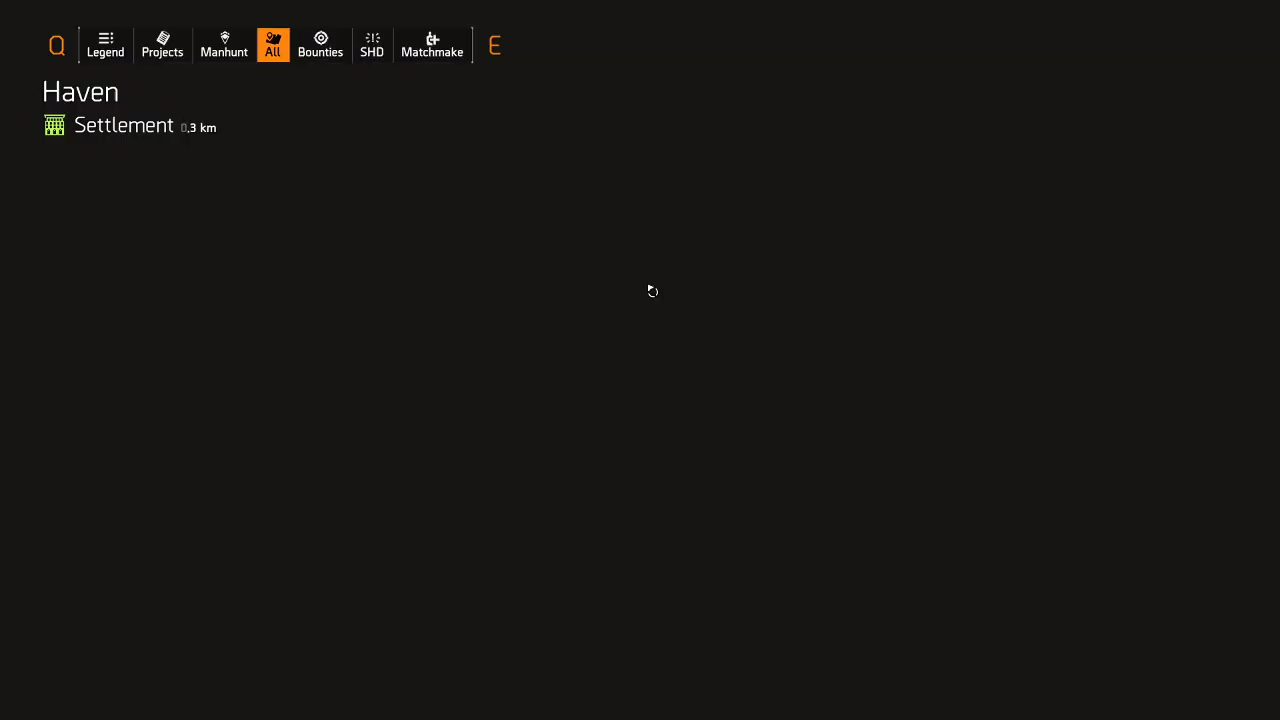 Q
Legend
Projects
Manhunt
All
Bounties
SHD
Matchmake
E
Haven
Settlement 0,3 km